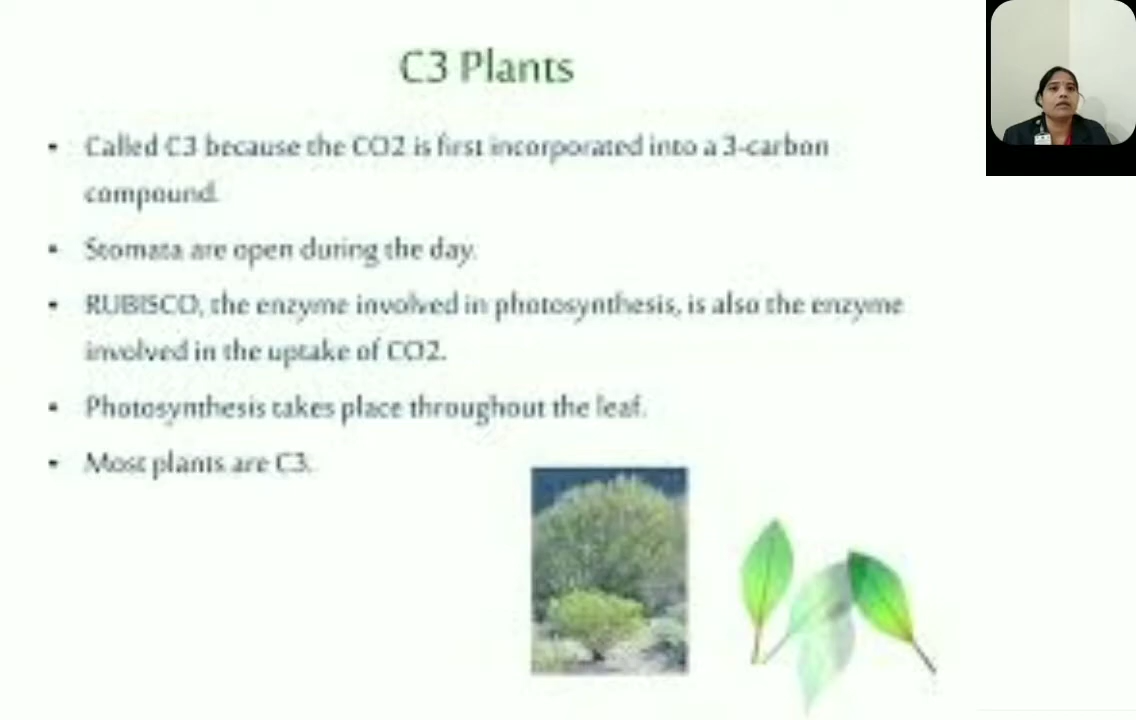 C3 Plants
• Called C3 because the CO2 is first incorporated into a 3-carbon
compound.
• Stomata are open during the day.
• RUBISCO, the enzyme involved in photosynthesis, is also the enzyme
involved in the uptake of CO2.
• Photosynthesis takes place throughout the leaf.
• Most plants are C3.